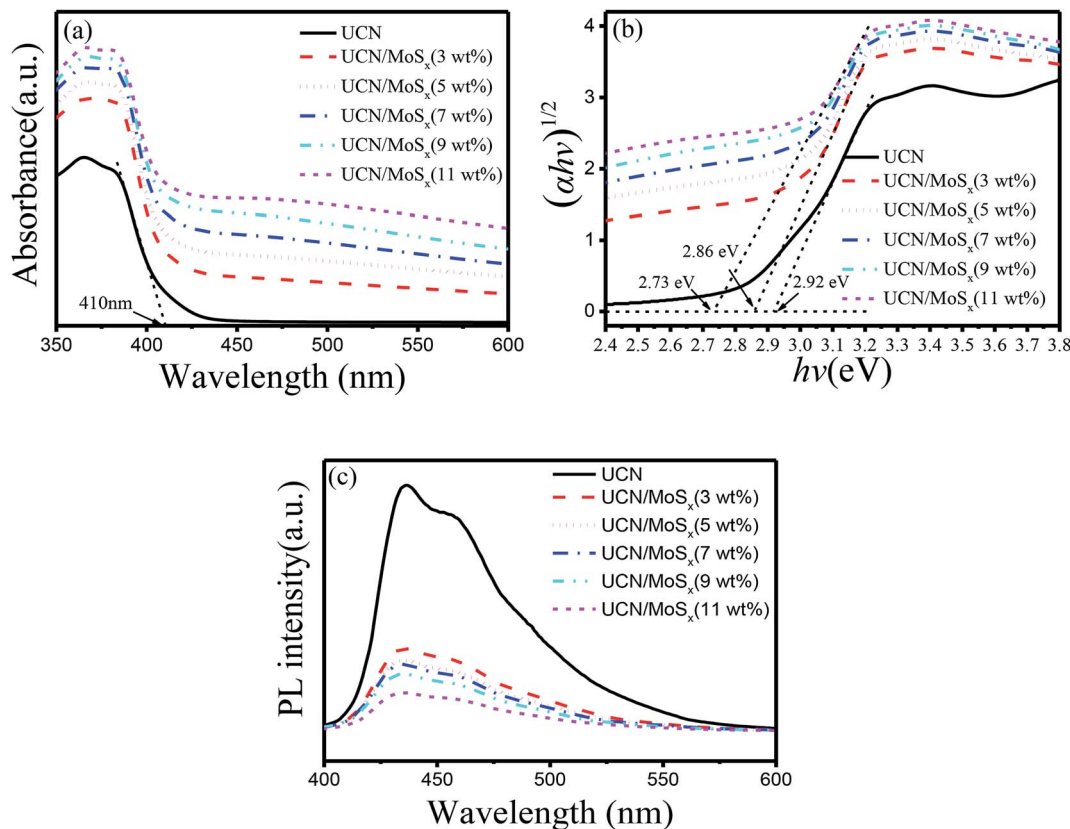 (a)
UCN
UCN/MoSx(3 wt%)
UCN/MoSx(5 wt%)
UCN/MoSx(7 wt%)
UCN/MoSx(9 wt%)
UCN/MoSx(11 wt%)
Absorbance(a.u.)
410nm
350 400 450 500 550 600
Wavelength (nm)
(b)
4
3
2
1
0
(αhν)1/2
UCN
UCN/MoSx(3 wt%)
UCN/MoSx(5 wt%)
UCN/MoSx(7 wt%)
UCN/MoSx(9 wt%)
UCN/MoSx(11 wt%)
2.86 eV
2.73 eV
2.92 eV
2.4 2.5 2.6 2.7 2.8 2.9 3.0 3.1 3.2 3.3 3.4 3.5 3.6 3.7 3.8
hν(eV)
(c)
UCN
UCN/MoSx(3 wt%)
UCN/MoSx(5 wt%)
UCN/MoSx(7 wt%)
UCN/MoSx(9 wt%)
UCN/MoSx(11 wt%)
PL intensity(a.u.)
400 450 500 550 600
Wavelength (nm)